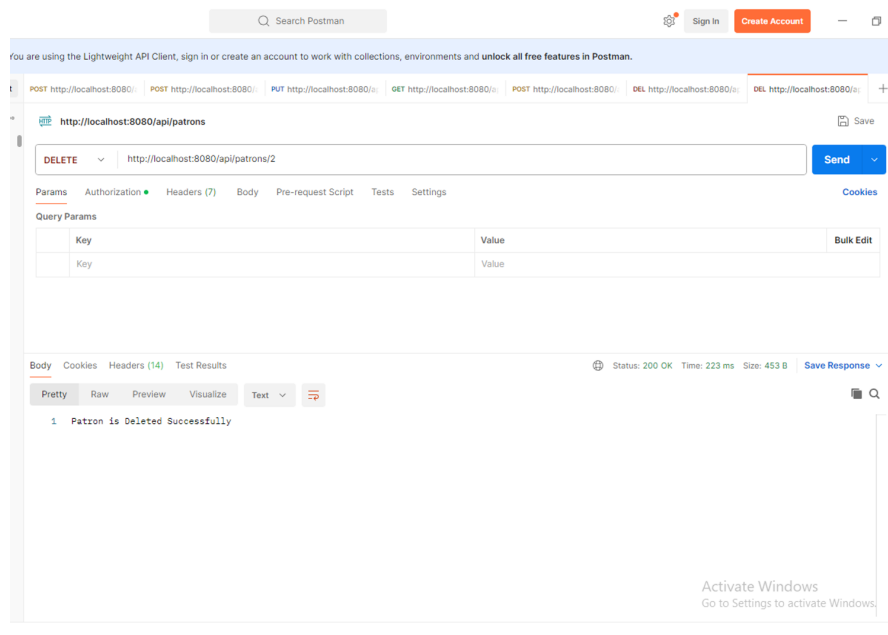 Search Postman
Sign In
Create Account
You are using the Lightweight API Client, sign in or create an account to work with collections, environments and unlock all free features in Postman.
POST http://localhost:8080/ POST http://localhost:8080/ PUT http://localhost:8080/a GET http://localhost:8080/a POST http://localhost:8080/ DEL http://localhost:8080/a DEL http://localhost:8080/a
HTTP http://localhost:8080/api/patrons Save
DELETE http://localhost:8080/api/patrons/2 Send
Params Authorization Headers (7) Body Pre-request Script Tests Settings Cookies
Query Params
Key Value Bulk Edit
Key Value
Body Cookies Headers (14) Test Results Status: 200 OK Time: 223 ms Size: 453 B Save Response
Pretty Raw Preview Visualize Text
1 Patron is Deleted Successfully
Activate Windows
Go to Settings to activate Windows.